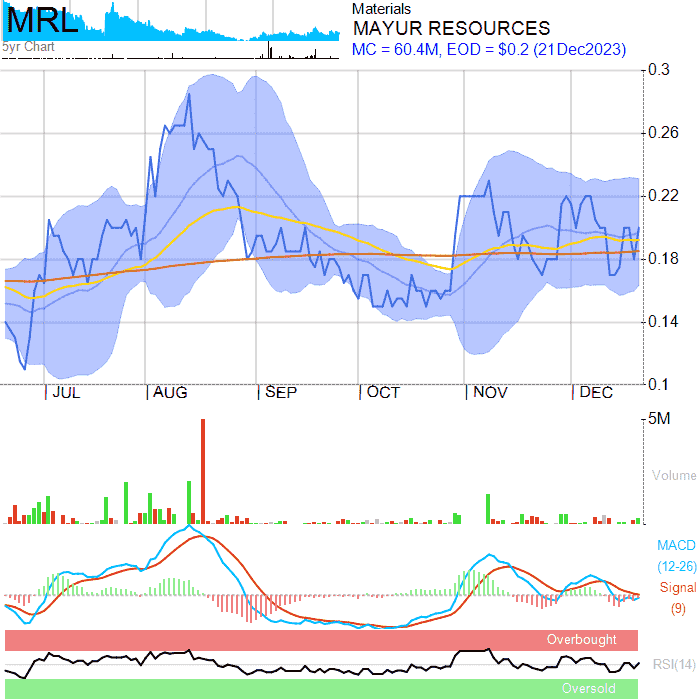 MRL
5yr Chart
Materials
MAYUR RESOURCES
MC = 60.4M, EOD = $0.2 (21Dec2023)
0.3
0.26
0.22
0.18
0.14
0.1
JUL AUG SEP OCT NOV DEC
5M
Volume
MACD
(12-26)
Signal
(9)
Overbought
RSI(14)
Oversold